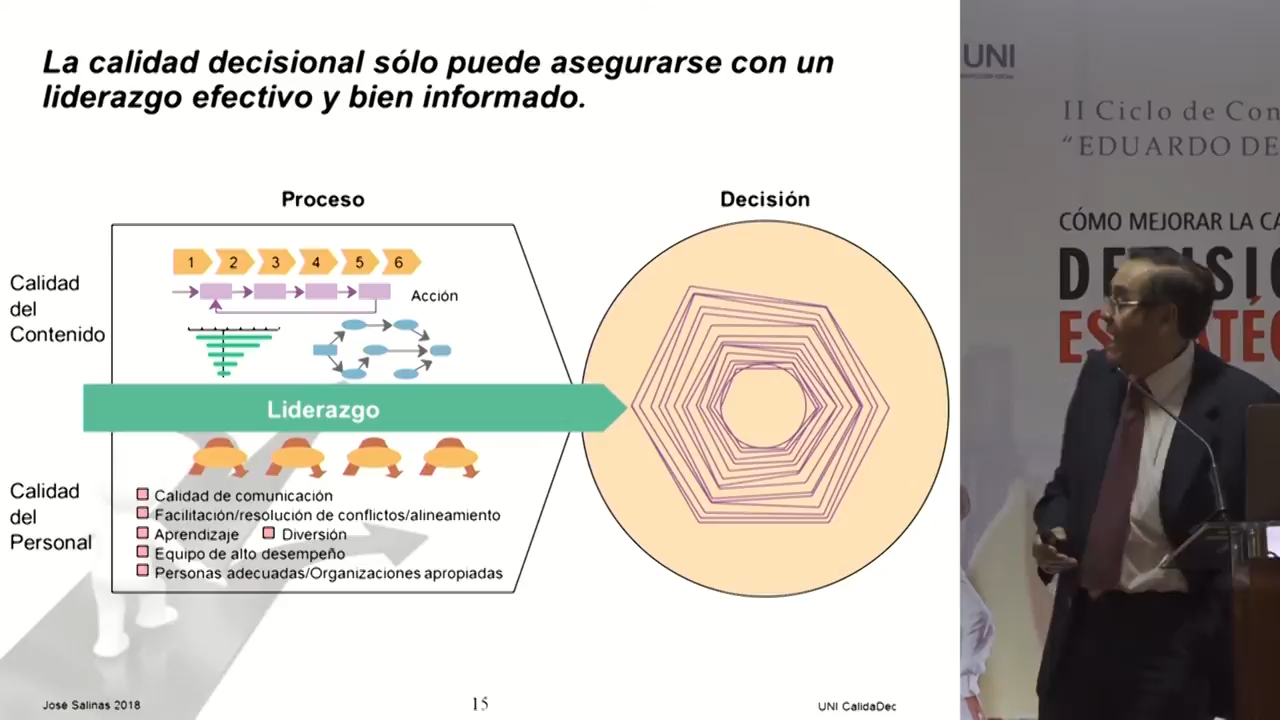 La calidad decisional sólo puede asegurarse con un
liderazgo efectivo y bien informado.
Proceso
Decisión
Calidad
del
Contenido
1 2 3 4 5 6
Acción
Liderazgo
Calidad
del
Personal
Calidad de comunicación
Facilitación/resolución de conflictos/alineamiento
Aprendizaje Diversión
Equipo de alto desempeño
Personas adecuadas/Organizaciones apropiadas
José Salinas 2018
15
UNI CalidaDec
UNI
II Ciclo de Con
“EDUARDO DE
CÓMO MEJORAR LA CA